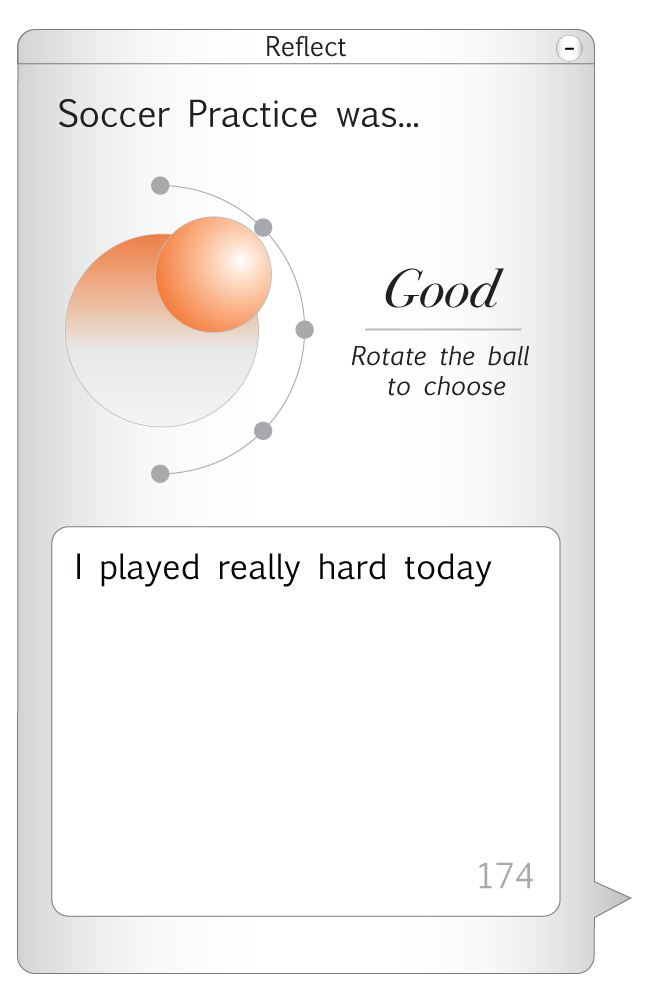 Reflect
-
Soccer Practice was...
Good
Rotate the ball
to choose
I played really hard today
174